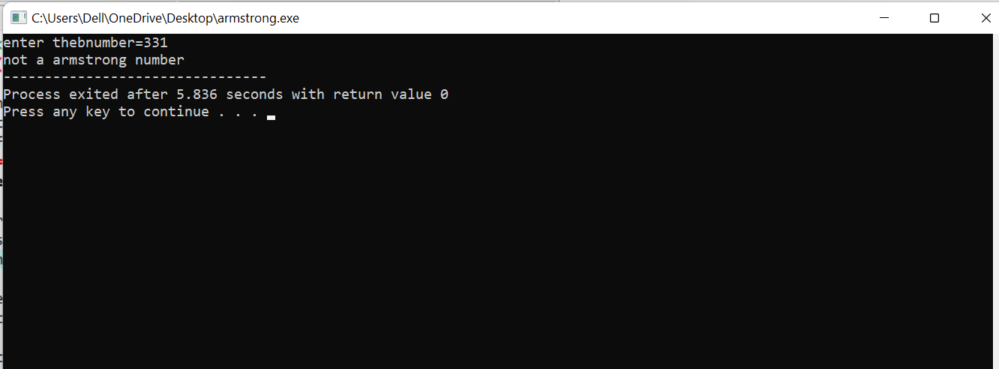 C:\Users\Dell\OneDrive\Desktop\armstrong.exe
enter thebnumber=331
not a armstrong number
--------------------------------
Process exited after 5.836 seconds with return value 0
Press any key to continue . . .